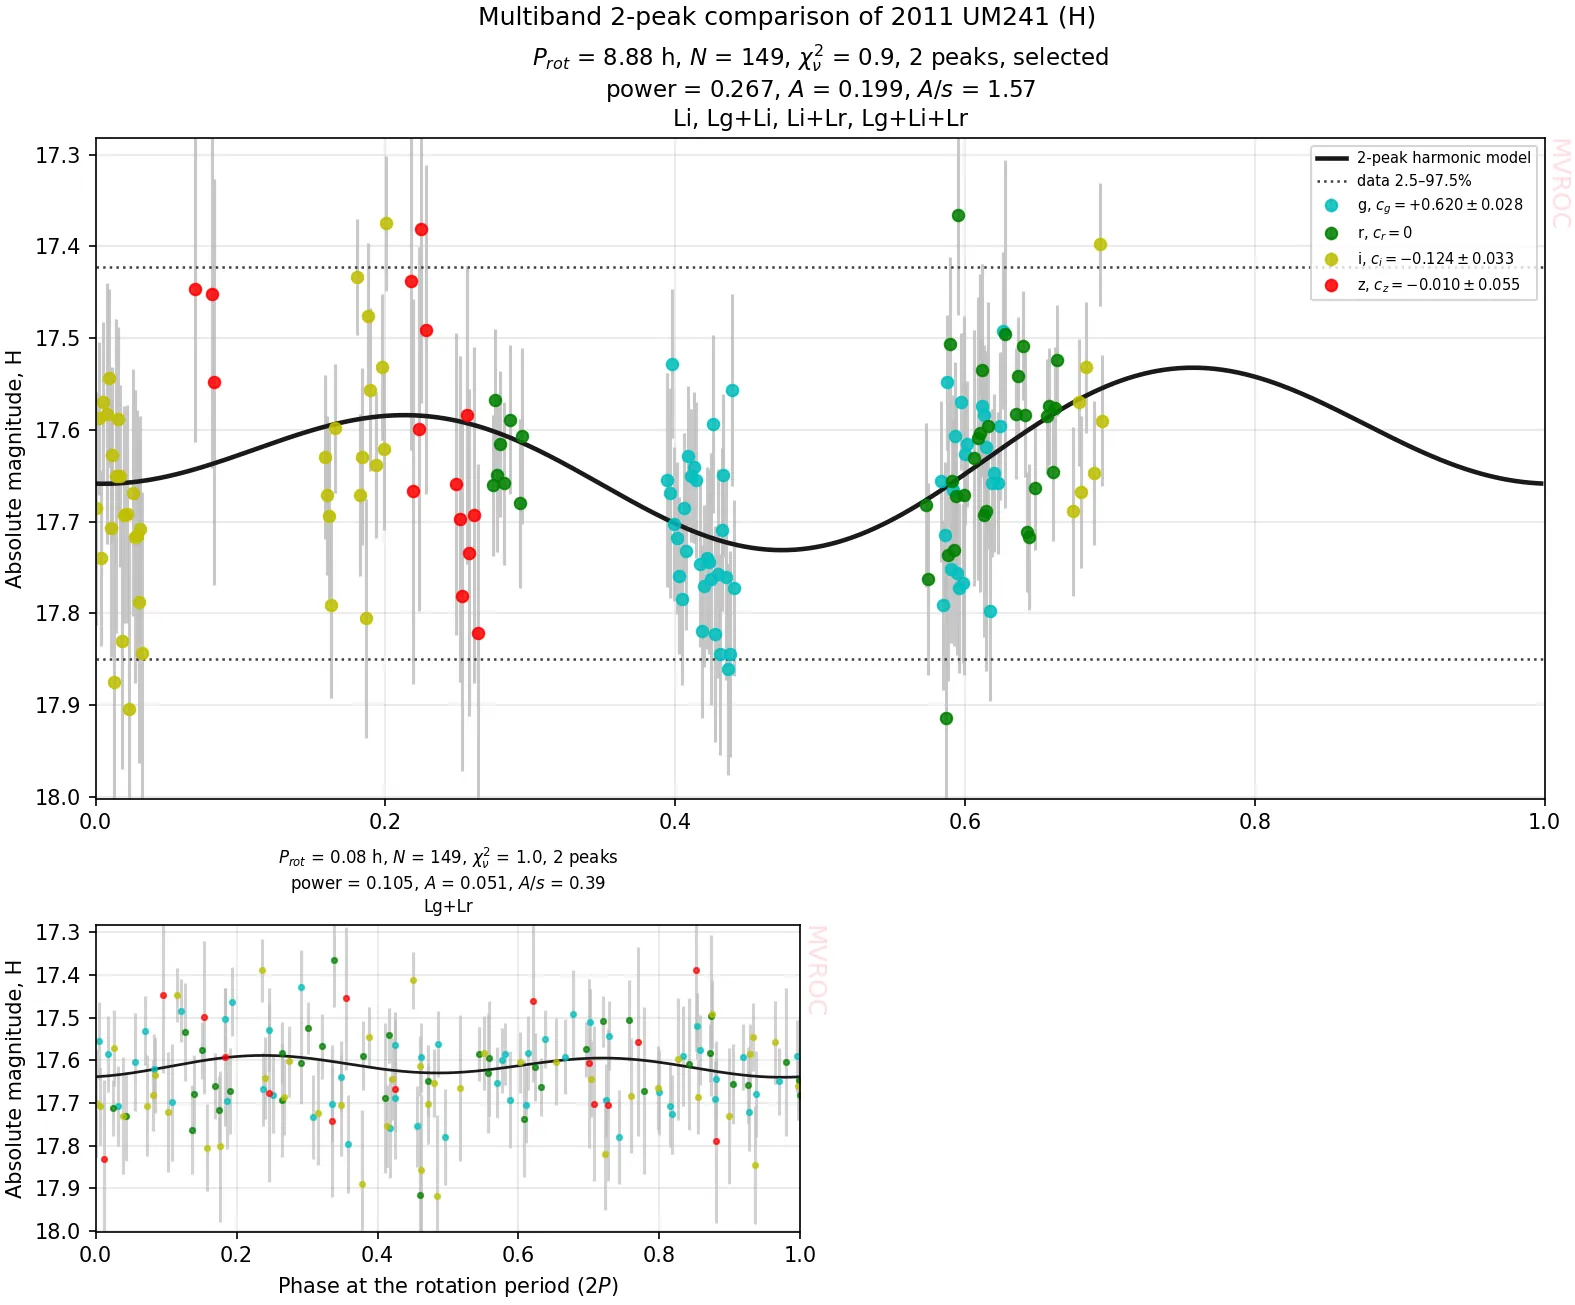 Multiband 2-peak comparison of 2011 UM241 (H)
P_rot = 8.88 h, N = 149, χ²_ν = 0.9, 2 peaks, selected
power = 0.267, A = 0.199, A/s = 1.57
Li, Lg+Li, Li+Lr, Lg+Li+Lr
MVROC
2-peak harmonic model
data 2.5–97.5%
g, c_g = +0.620 ± 0.028
r, c_r = 0
i, c_i = −0.124 ± 0.033
z, c_z = −0.010 ± 0.055
Absolute magnitude, H
17.3
17.4
17.5
17.6
17.7
17.8
17.9
18.0
0.0 0.2 0.4 0.6 0.8 1.0
P_rot = 0.08 h, N = 149, χ²_ν = 1.0, 2 peaks
power = 0.105, A = 0.051, A/s = 0.39
Lg+Lr
MVROC
Absolute magnitude, H
17.3
17.4
17.5
17.6
17.7
17.8
17.9
18.0
0.0 0.2 0.4 0.6 0.8 1.0
Phase at the rotation period (2P)